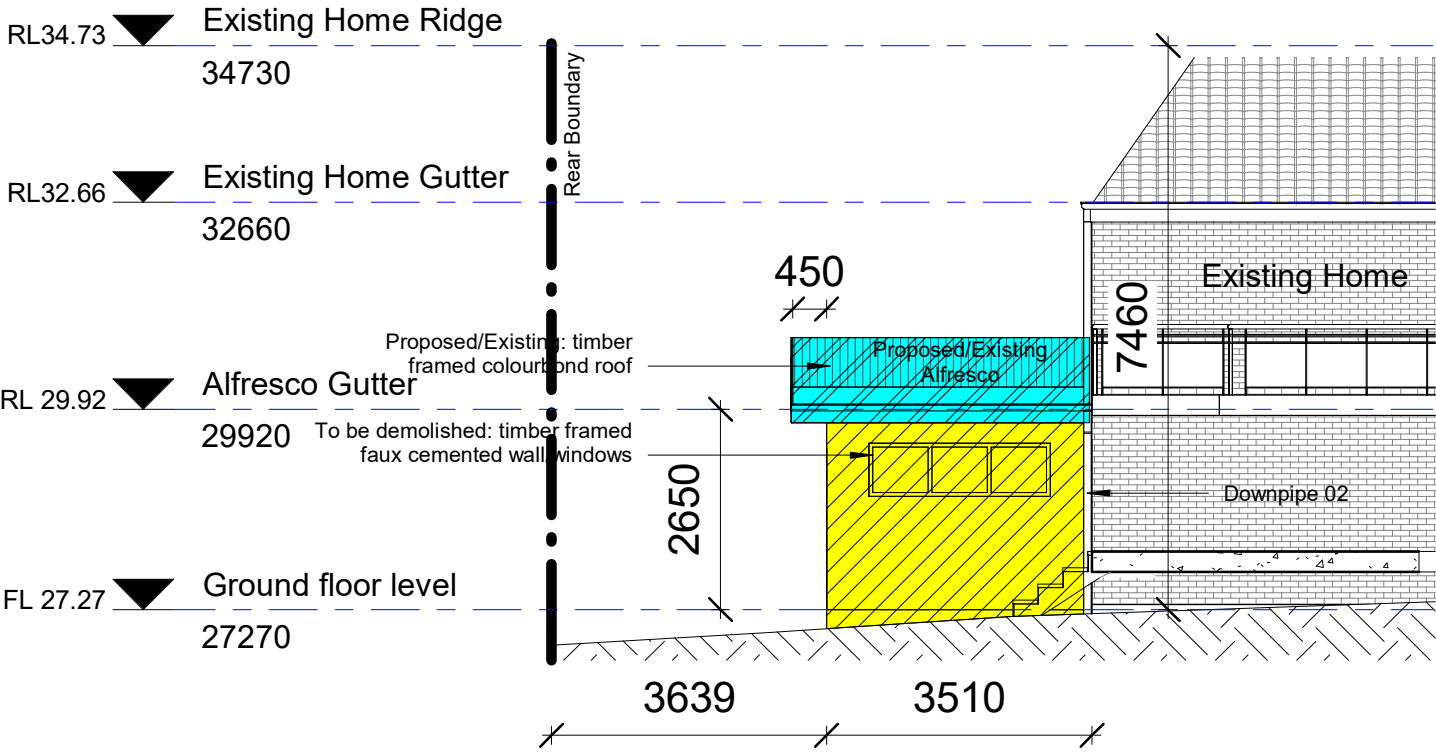 RL34.73
Existing Home Ridge
34730
Rear Boundary
RL32.66
Existing Home Gutter
32660
450
Existing Home
7460
Proposed/Existing: timber
framed colourbond roof
Proposed/Existing
Alfresco
RL 29.92
Alfresco Gutter
29920
To be demolished: timber framed
faux cemented wall/windows
2650
Downpipe 02
FL 27.27
Ground floor level
27270
3639
3510